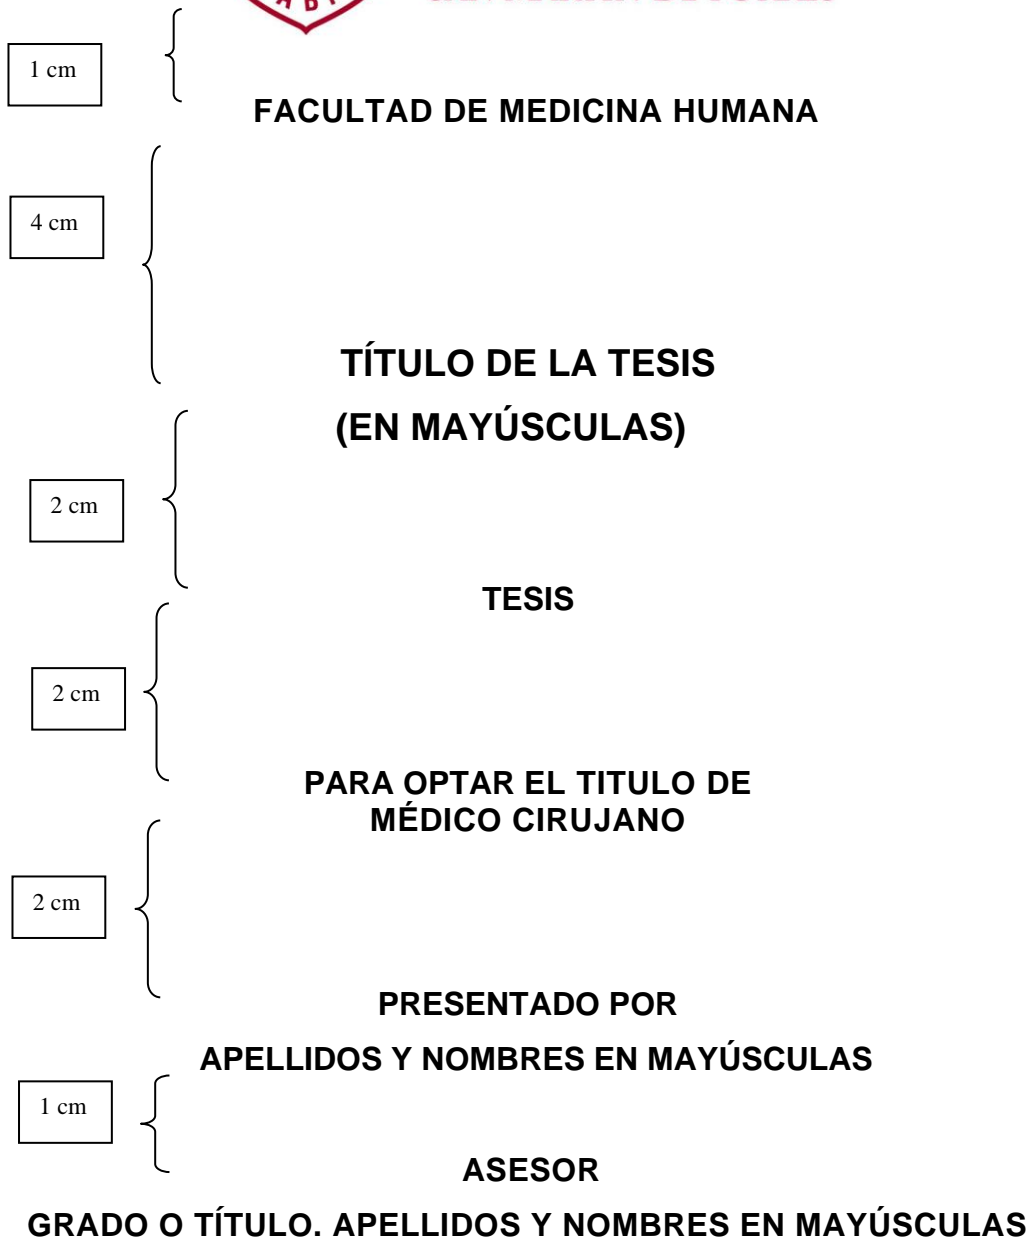 1 cm
FACULTAD DE MEDICINA HUMANA
4 cm
TÍTULO DE LA TESIS
(EN MAYÚSCULAS)
2 cm
TESIS
2 cm
PARA OPTAR EL TITULO DE
MÉDICO CIRUJANO
2 cm
PRESENTADO POR
APELLIDOS Y NOMBRES EN MAYÚSCULAS
1 cm
ASESOR
GRADO O TÍTULO. APELLIDOS Y NOMBRES EN MAYÚSCULAS